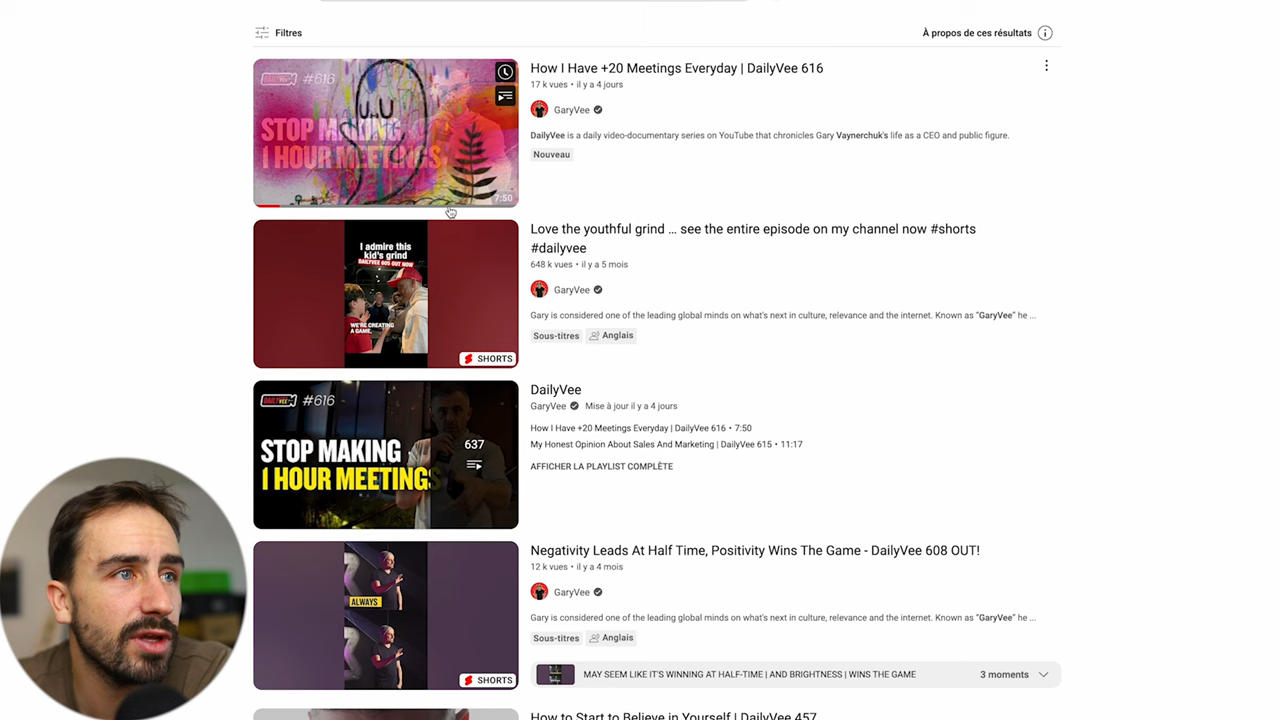 Filtres
À propos de ces résultats
DAILYVEE #616
STOP MAKING
1 HOUR MEETINGS
7:50
How I Have +20 Meetings Everyday | DailyVee 616
17 k vues • il y a 4 jours
GaryVee
DailyVee is a daily video-documentary series on YouTube that chronicles Gary Vaynerchuk's life as a CEO and public figure.
Nouveau
I admire this
kid's grind
DAILYVEE 605 OUT NOW
WE'RE CREATING
A GAME,
SHORTS
Love the youthful grind … see the entire episode on my channel now #shorts
#dailyvee
648 k vues • il y a 5 mois
GaryVee
Gary is considered one of the leading global minds on what's next in culture, relevance and the internet. Known as “GaryVee” he ...
Sous-titres Anglais
DAILYVEE #616
STOP MAKING
1 HOUR MEETINGS
637
DailyVee
GaryVee Mise à jour il y a 4 jours
How I Have +20 Meetings Everyday | DailyVee 616 • 7:50
My Honest Opinion About Sales And Marketing | DailyVee 615 • 11:17
AFFICHER LA PLAYLIST COMPLÈTE
ALWAYS
SHORTS
Negativity Leads At Half Time, Positivity Wins The Game - DailyVee 608 OUT!
12 k vues • il y a 4 mois
GaryVee
Gary is considered one of the leading global minds on what's next in culture, relevance and the internet. Known as “GaryVee” he ...
Sous-titres Anglais
MAY SEEM LIKE IT'S WINNING AT HALF-TIME | AND BRIGHTNESS | WINS THE GAME
3 moments
How to Start to Believe in Yourself | DailyVee 457